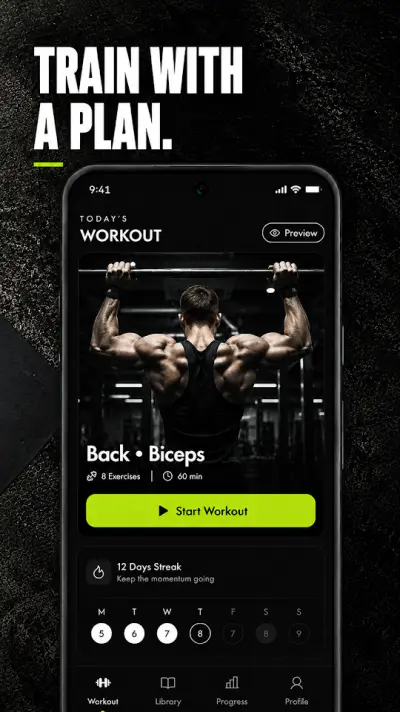 TRAIN WITH
A PLAN.
9:41
TODAY'S
WORKOUT
Preview
Back • Biceps
8 Exercises | 60 min
Start Workout
12 Days Streak
Keep the momentum going
M T W T F S S
5 6 7 8 7 8 9
Workout Library Progress Profile